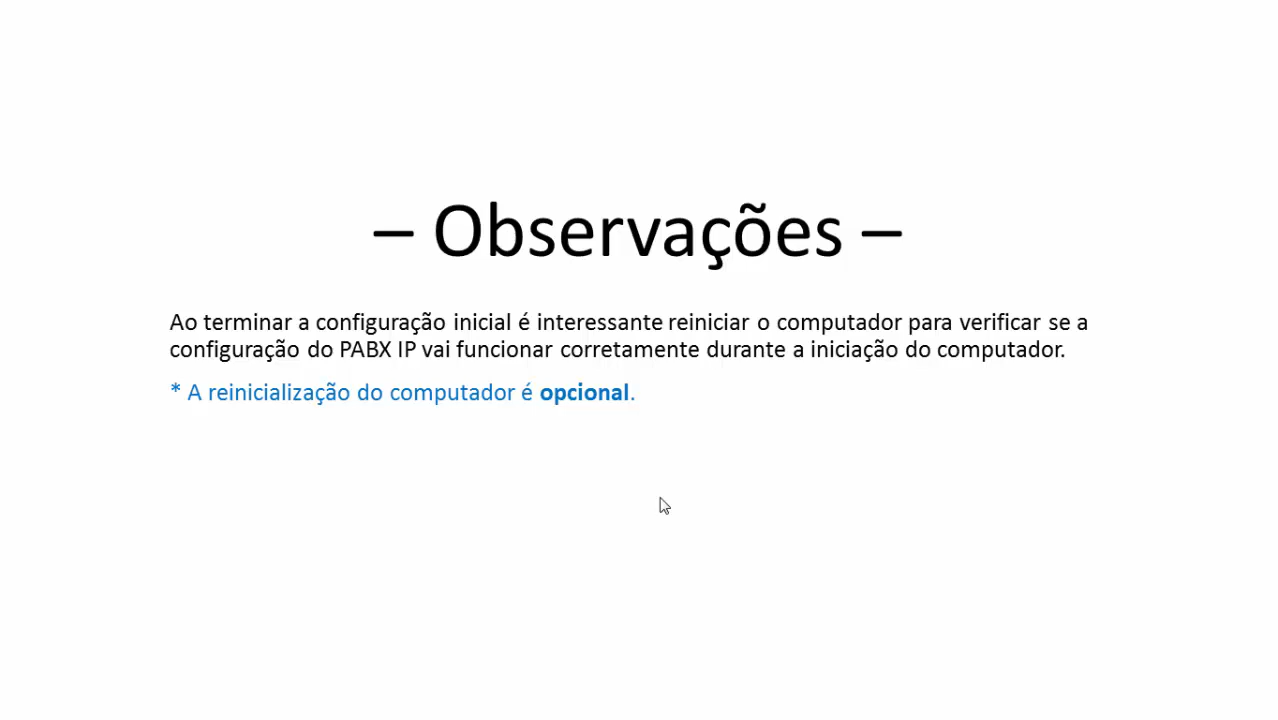 – Observações –
Ao terminar a configuração inicial é interessante reiniciar o computador para verificar se a
configuração do PABX IP vai funcionar corretamente durante a iniciação do computador.
* A reinicialização do computador é opcional.